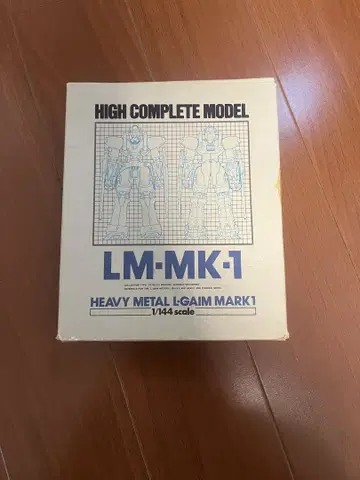 HIGH COMPLETE MODEL
LM-MK-1
HEAVY METAL L-GAIM MARK1
1/144 scale